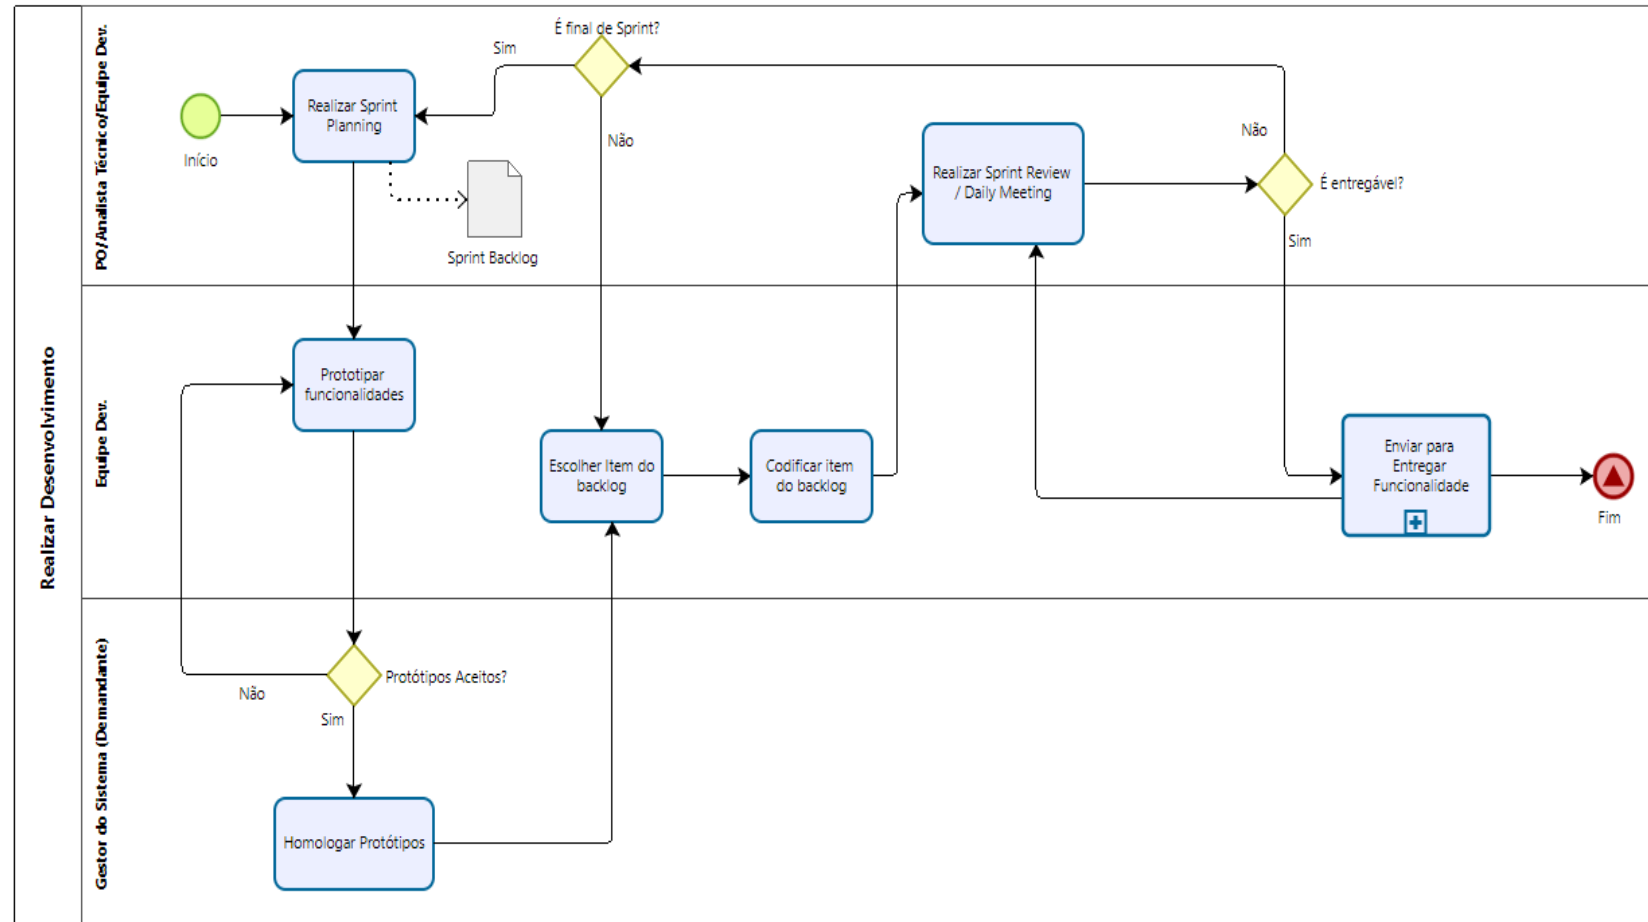 Realizar Desenvolvimento
PO/Analista Técnico/Equipe Dev.
Início
Realizar Sprint
Planning
Sim
É final de Sprint?
Não
Sprint Backlog
Realizar Sprint Review
/ Daily Meeting
Não
É entregável?
Sim
Equipe Dev.
Prototipar
funcionalidades
Escolher Item do
backlog
Codificar item
do backlog
Enviar para
Entregar
Funcionalidade
Fim
Gestor do Sistema (Demandante)
Não
Protótipos Aceitos?
Sim
Homologar Protótipos